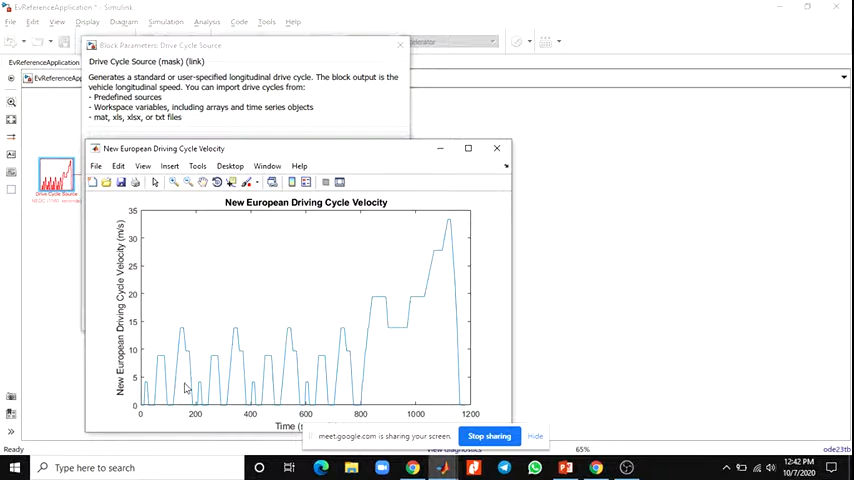 EvReferenceApplication * - Simulink
File Edit View Display Diagram Simulation Analysis Code Tools Help
EvReferenceApplication
EvReferenceApp
Block Parameters: Drive Cycle Source
Drive Cycle Source (mask) (link)
Generates a standard or user-specified longitudinal drive cycle. The block output is the
vehicle longitudinal speed. You can import drive cycles from:
- Predefined sources
- Workspace variables, including arrays and time series objects
- mat, xls, xlsx, or txt files
New European Driving Cycle Velocity
File Edit View Insert Tools Desktop Window Help
New European Driving Cycle Velocity
New European Driving Cycle Velocity (m/s)
35
30
25
20
15
10
5
0
0 200 400 600 800 1000 1200
Time (s
Drive Cycle Source
meet.google.com is sharing your screen.
Stop sharing
Hide
Ready
View diagnostics
65%
ode23tb
Type here to search
12:42 PM
10/7/2020